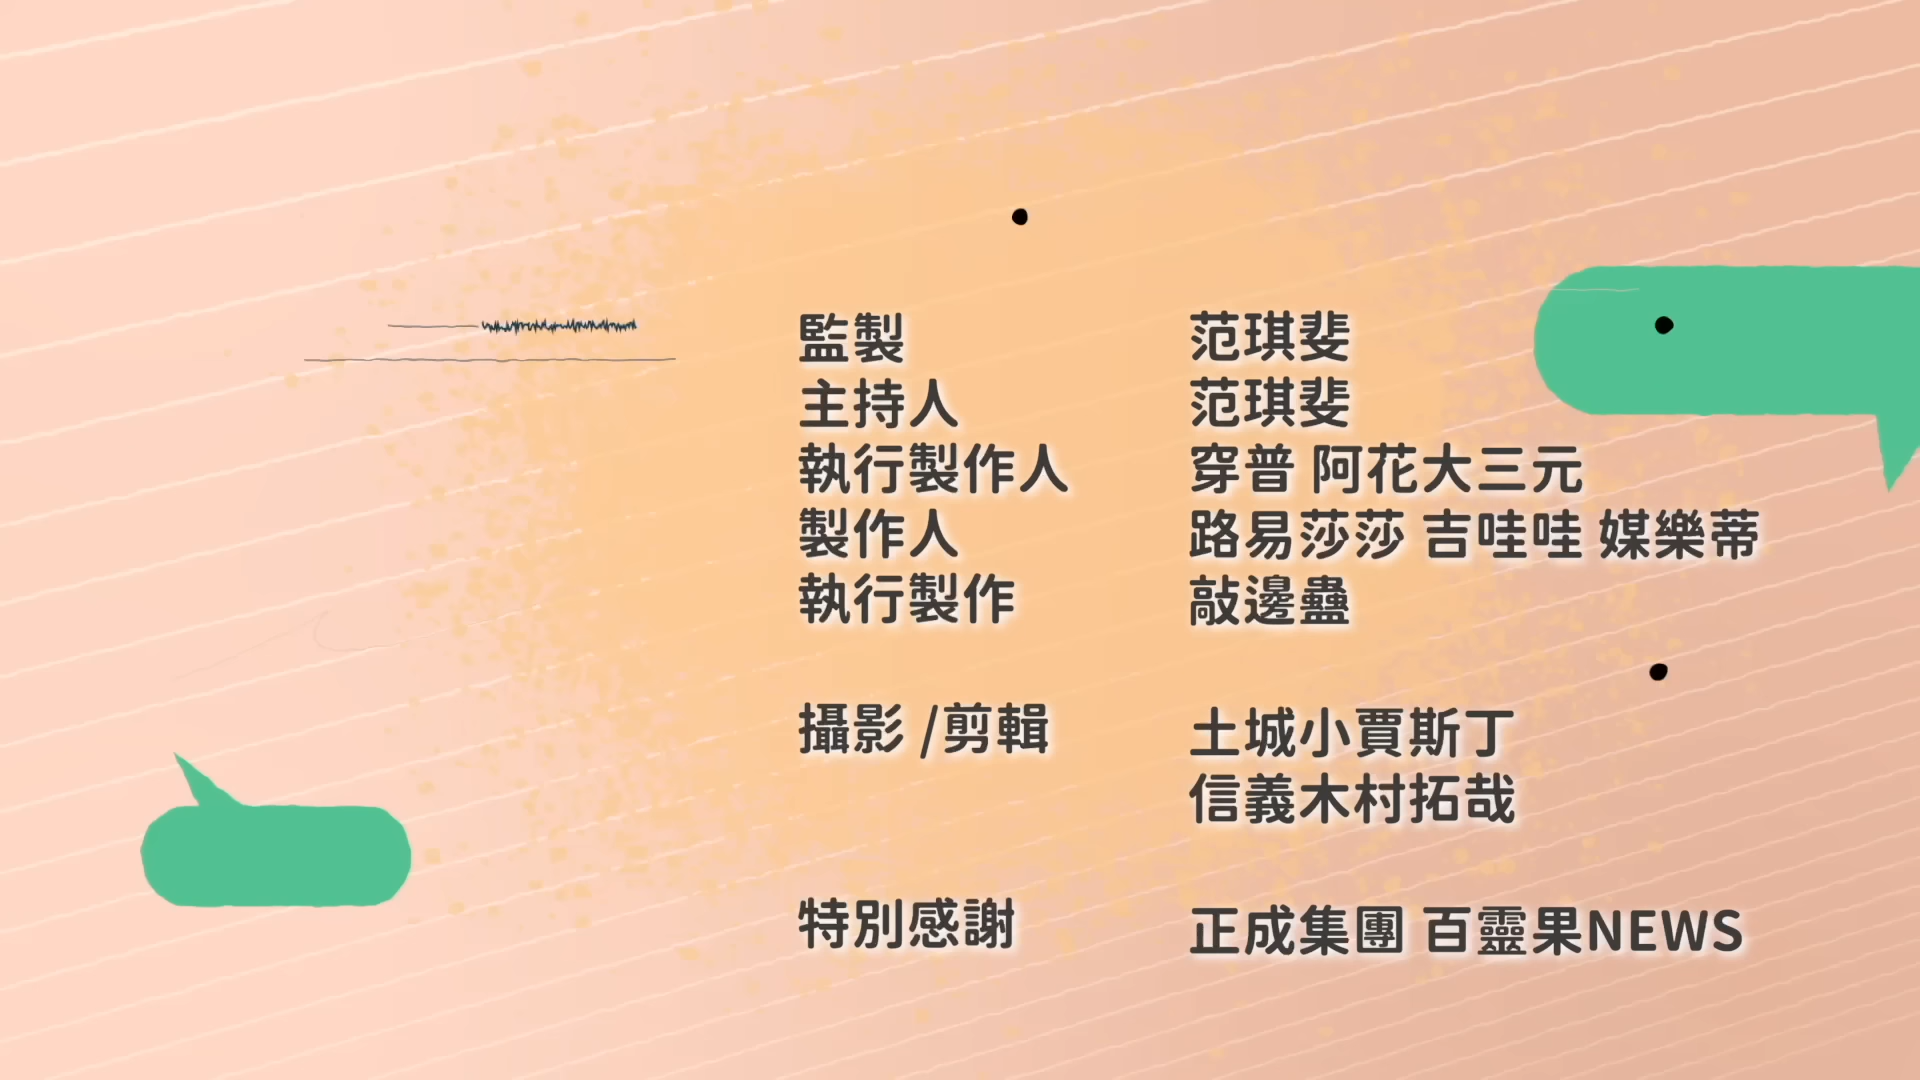 監製 范琪斐
主持人 范琪斐
執行製作人 穿普 阿花大三元
製作人 路易莎莎 吉哇哇 媒樂蒂
執行製作 敲邊蠱
攝影 /剪輯 土城小賈斯丁
信義木村拓哉
特別感謝 正成集團 百靈果NEWS